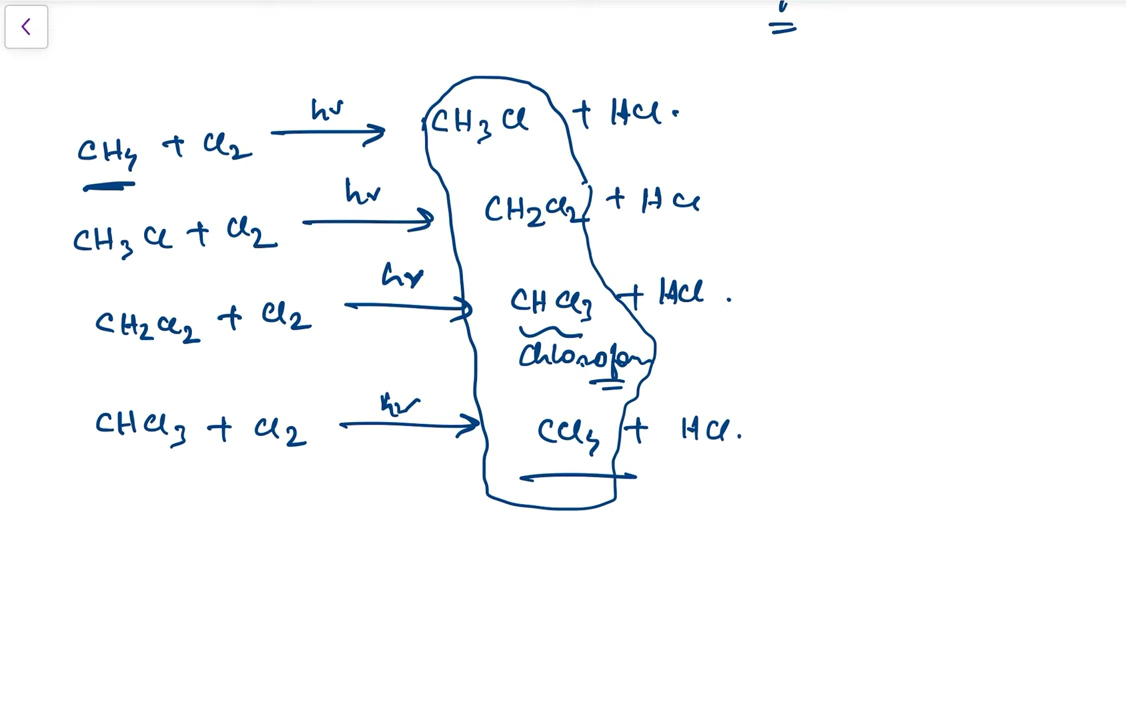 CH4 + Cl2 hν → CH3Cl + HCl.
CH3Cl + Cl2 hν → CH2Cl2 + HCl
CH2Cl2 + Cl2 hν → CHCl3 + HCl.
Chloroform
CHCl3 + Cl2 hν → CCl4 + HCl.